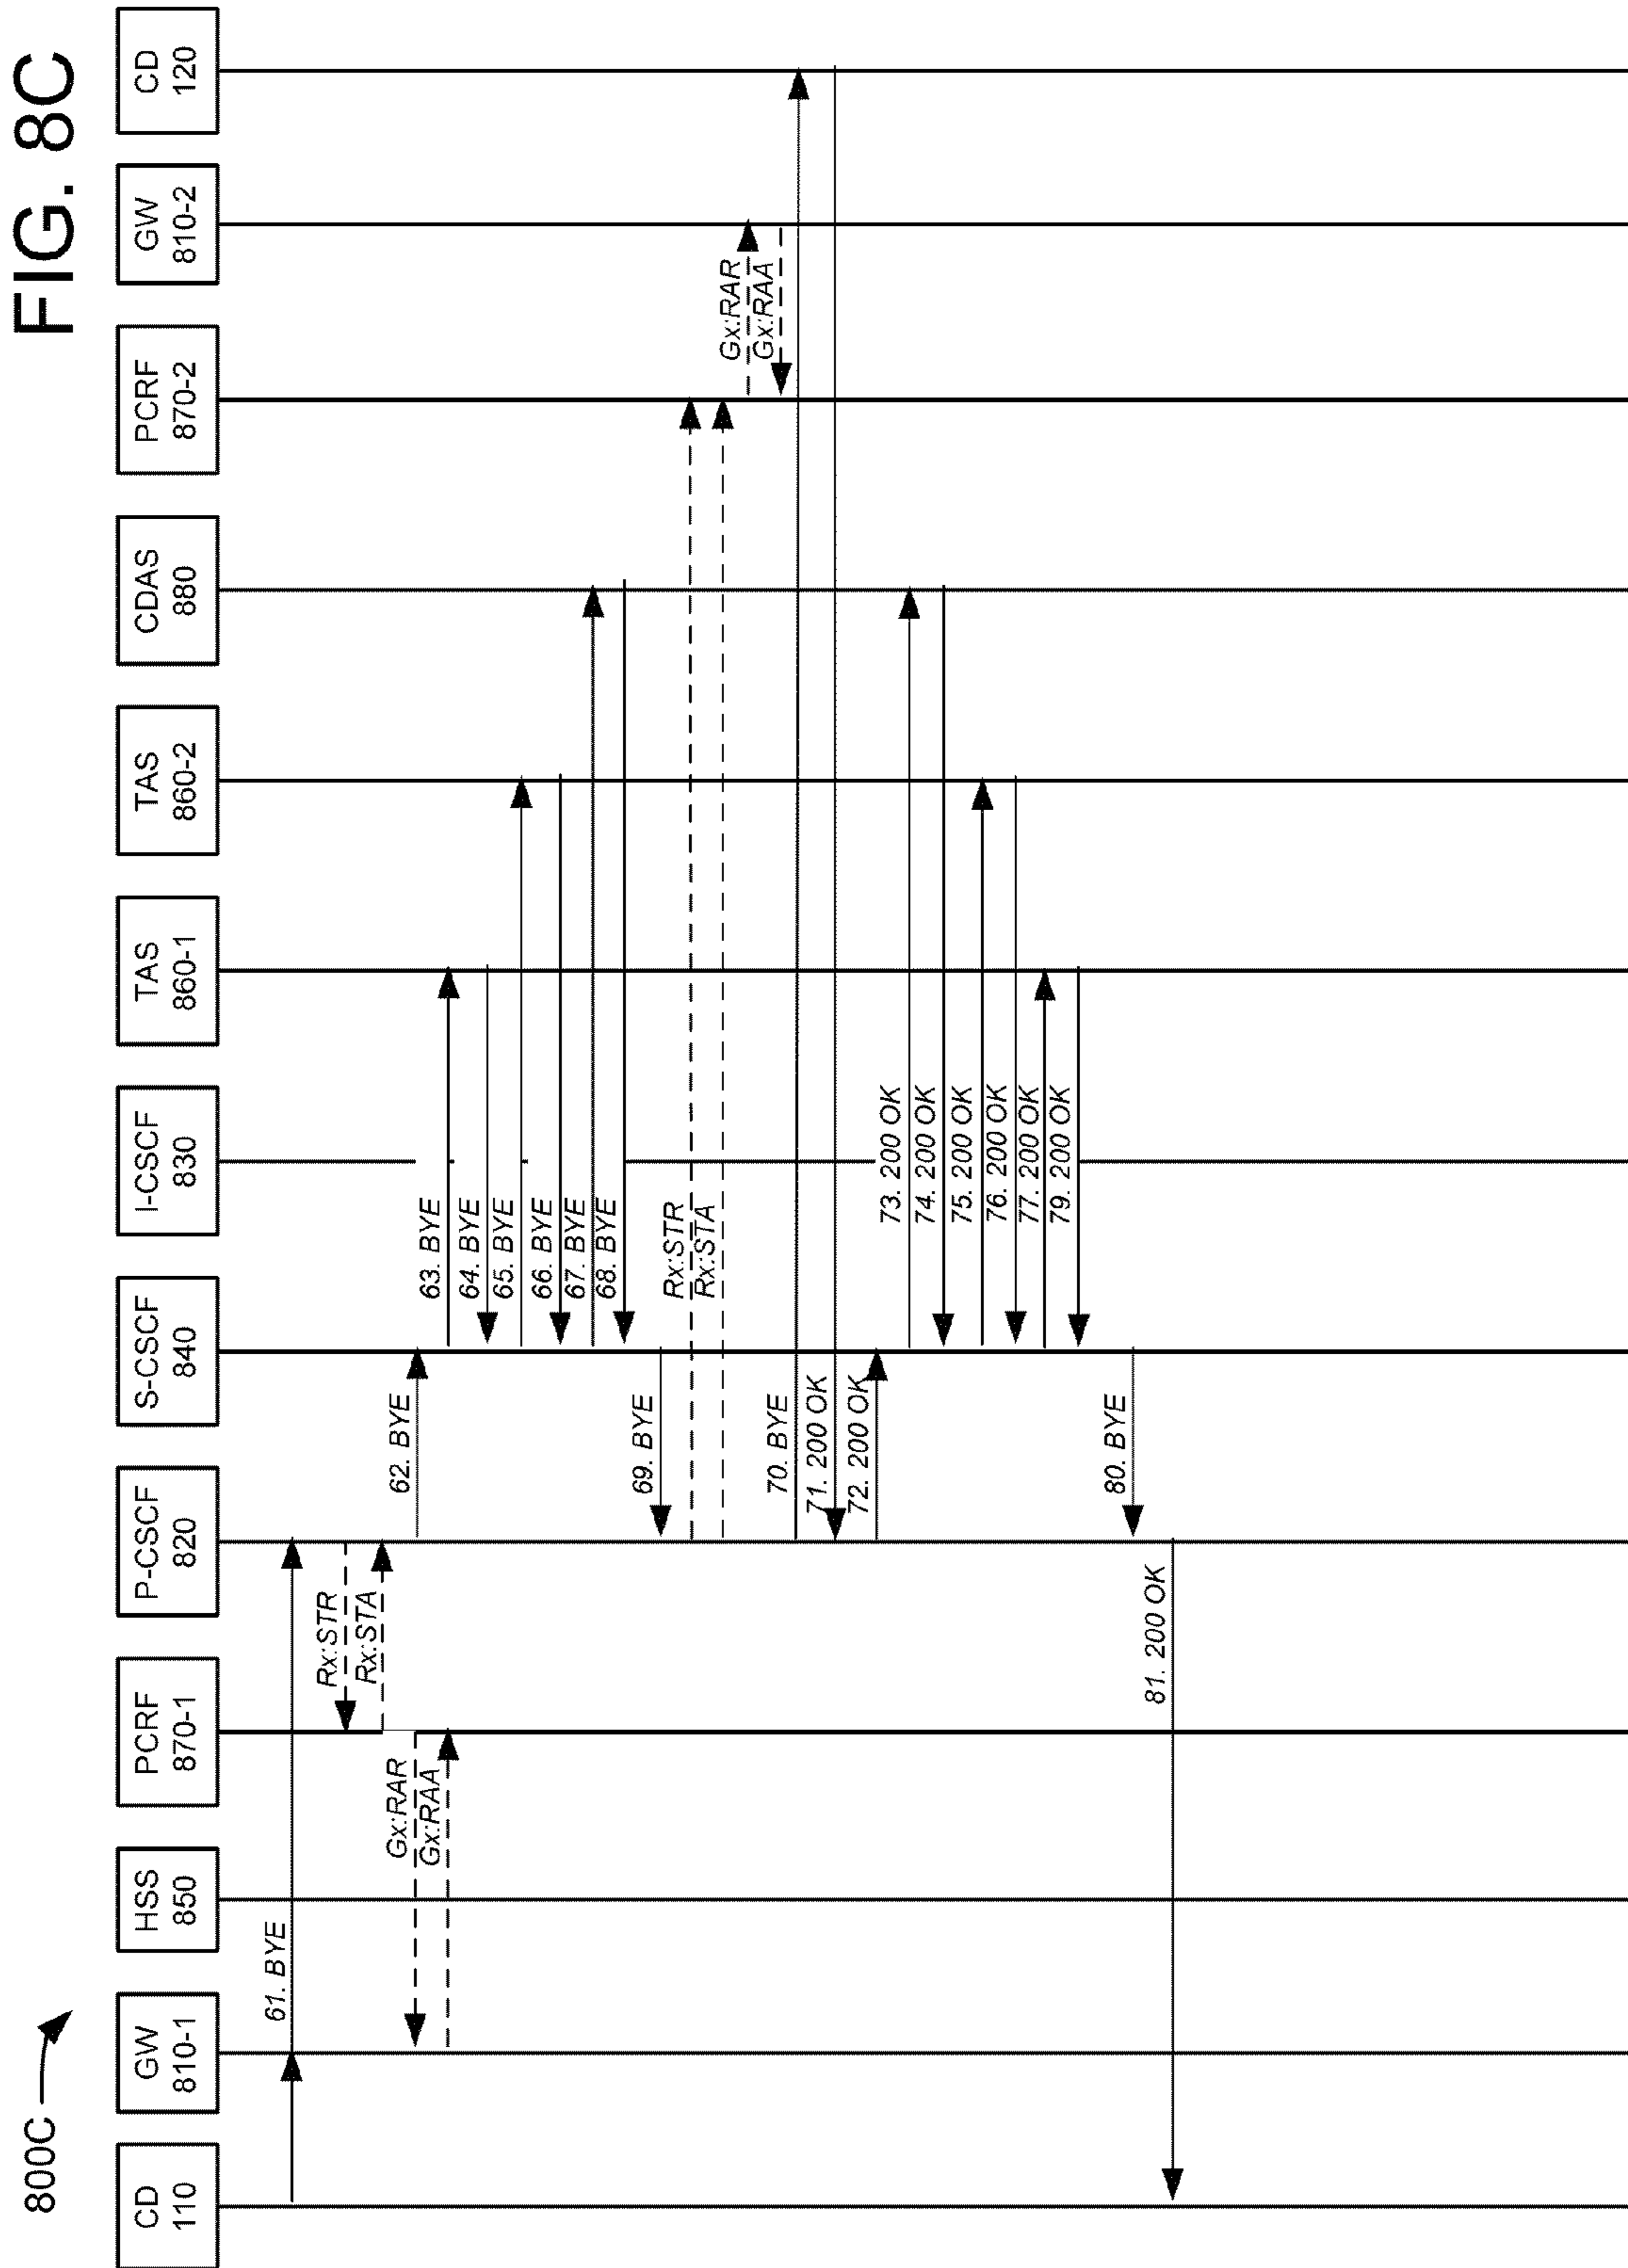 FIG. 8C
800C
CD
110
GW
810-1
HSS
850
PCRF
870-1
P-CSCF
820
S-CSCF
840
I-CSCF
830
TAS
860-1
TAS
860-2
CDAS
880
PCRF
870-2
GW
810-2
CD
120
61. BYE
Rx:STR
Rx:STA
Gx:RAR
Gx:RAA
62. BYE
63. BYE
64. BYE
65. BYE
66. BYE
67. BYE
68. BYE
69. BYE
Rx:STR
Rx:STA
Gx:RAR
Gx:RAA
70. BYE
71. 200 OK
72. 200 OK
73. 200 OK
74. 200 OK
75. 200 OK
76. 200 OK
77. 200 OK
79. 200 OK
80. BYE
81. 200 OK